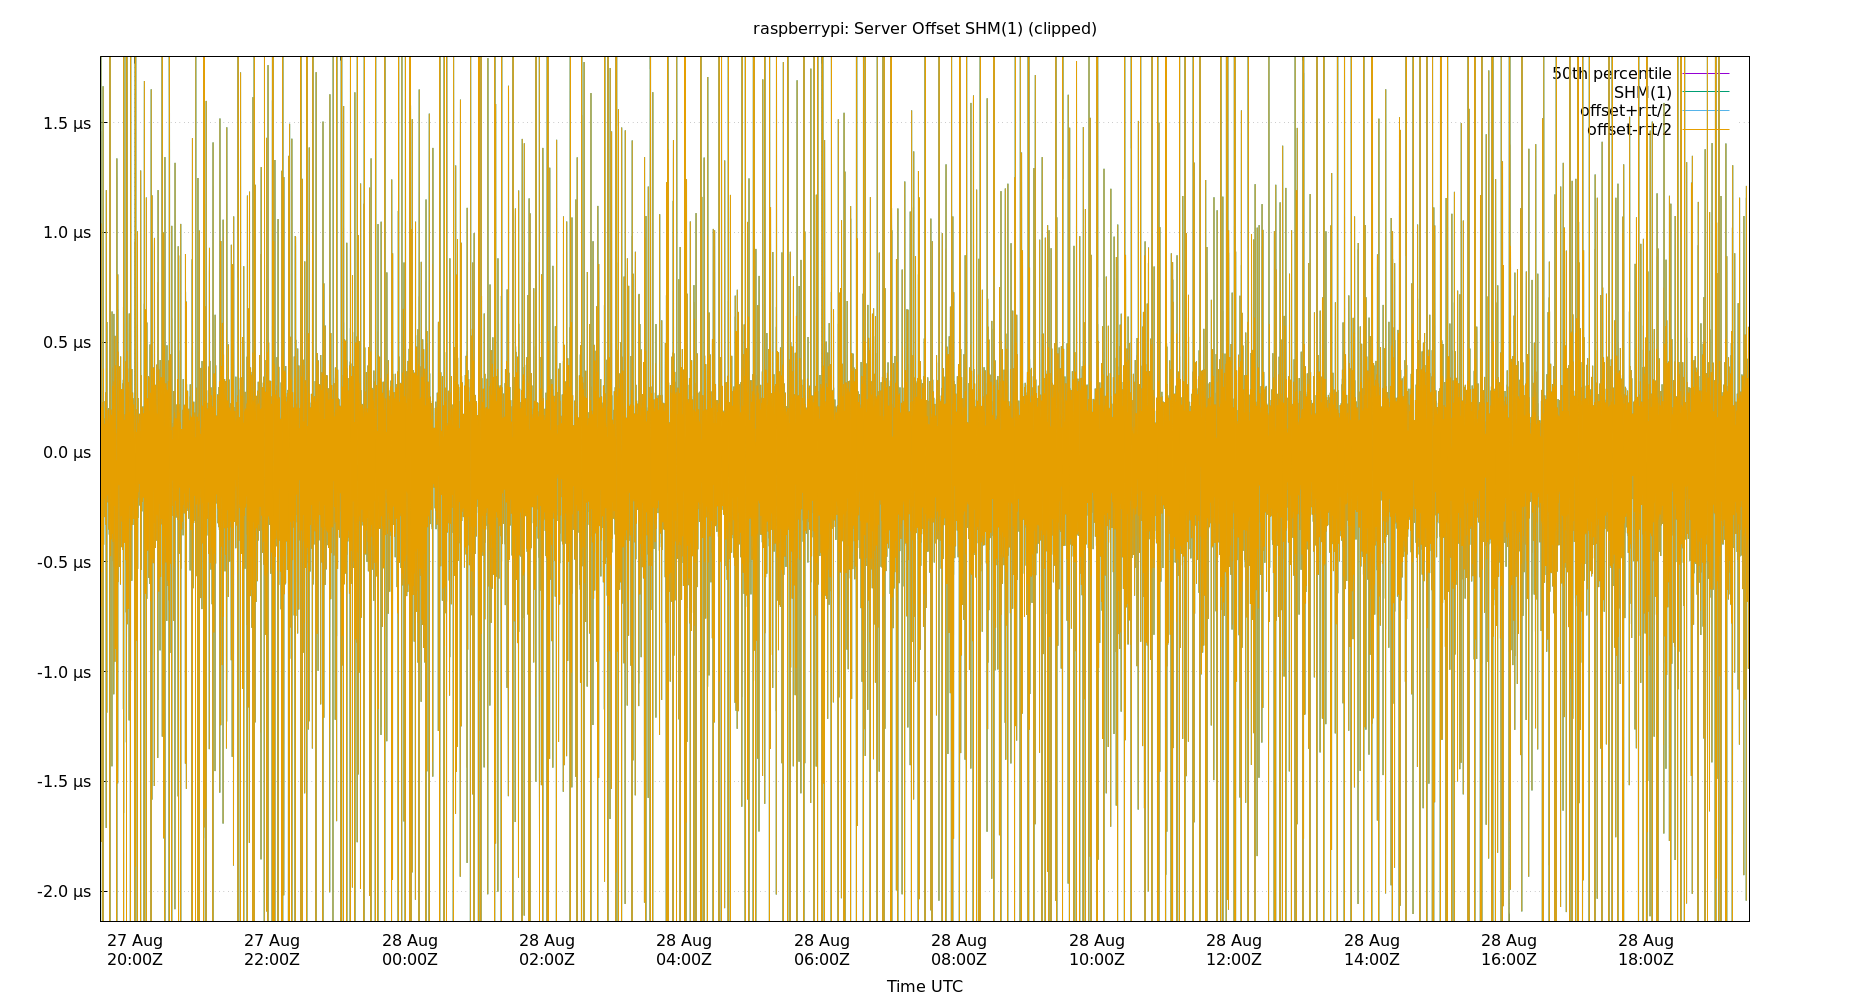 raspberrypi: Server Offset SHM(1) (clipped)
50th percentile
SHM(1)
offset+rtt/2
offset-rtt/2
1.5 µs
1.0 µs
0.5 µs
0.0 µs
-0.5 µs
-1.0 µs
-1.5 µs
-2.0 µs
27 Aug 27 Aug 28 Aug 28 Aug 28 Aug 28 Aug 28 Aug 28 Aug 28 Aug 28 Aug 28 Aug 28 Aug
20:00Z 22:00Z 00:00Z 02:00Z 04:00Z 06:00Z 08:00Z 10:00Z 12:00Z 14:00Z 16:00Z 18:00Z
Time UTC